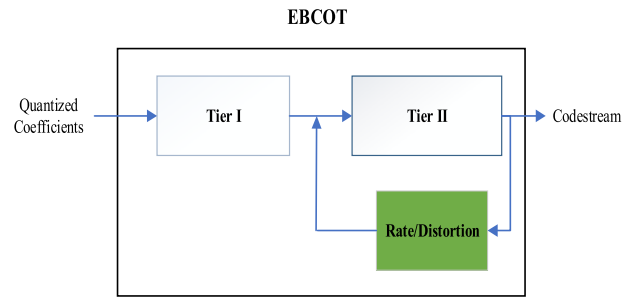 EBCOT
Quantized
Coefficients
Tier I
Tier II
Codestream
Rate/Distortion